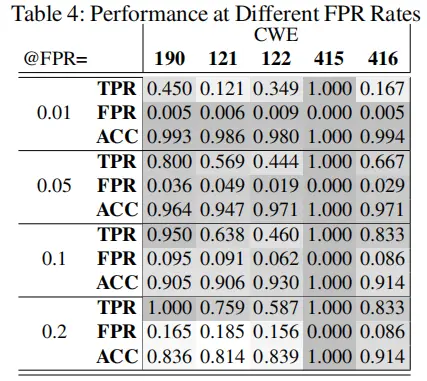 Table 4: Performance at Different FPR Rates
CWE
@FPR= 190 121 122 415 416
TPR 0.450 0.121 0.349 1.000 0.167
0.01 FPR 0.005 0.006 0.009 0.000 0.005
ACC 0.993 0.986 0.980 1.000 0.994
TPR 0.800 0.569 0.444 1.000 0.667
0.05 FPR 0.036 0.049 0.019 0.000 0.029
ACC 0.964 0.947 0.971 1.000 0.971
TPR 0.950 0.638 0.460 1.000 0.833
0.1 FPR 0.095 0.091 0.062 0.000 0.086
ACC 0.905 0.906 0.930 1.000 0.914
TPR 1.000 0.759 0.587 1.000 0.833
0.2 FPR 0.165 0.185 0.156 0.000 0.086
ACC 0.836 0.814 0.839 1.000 0.914